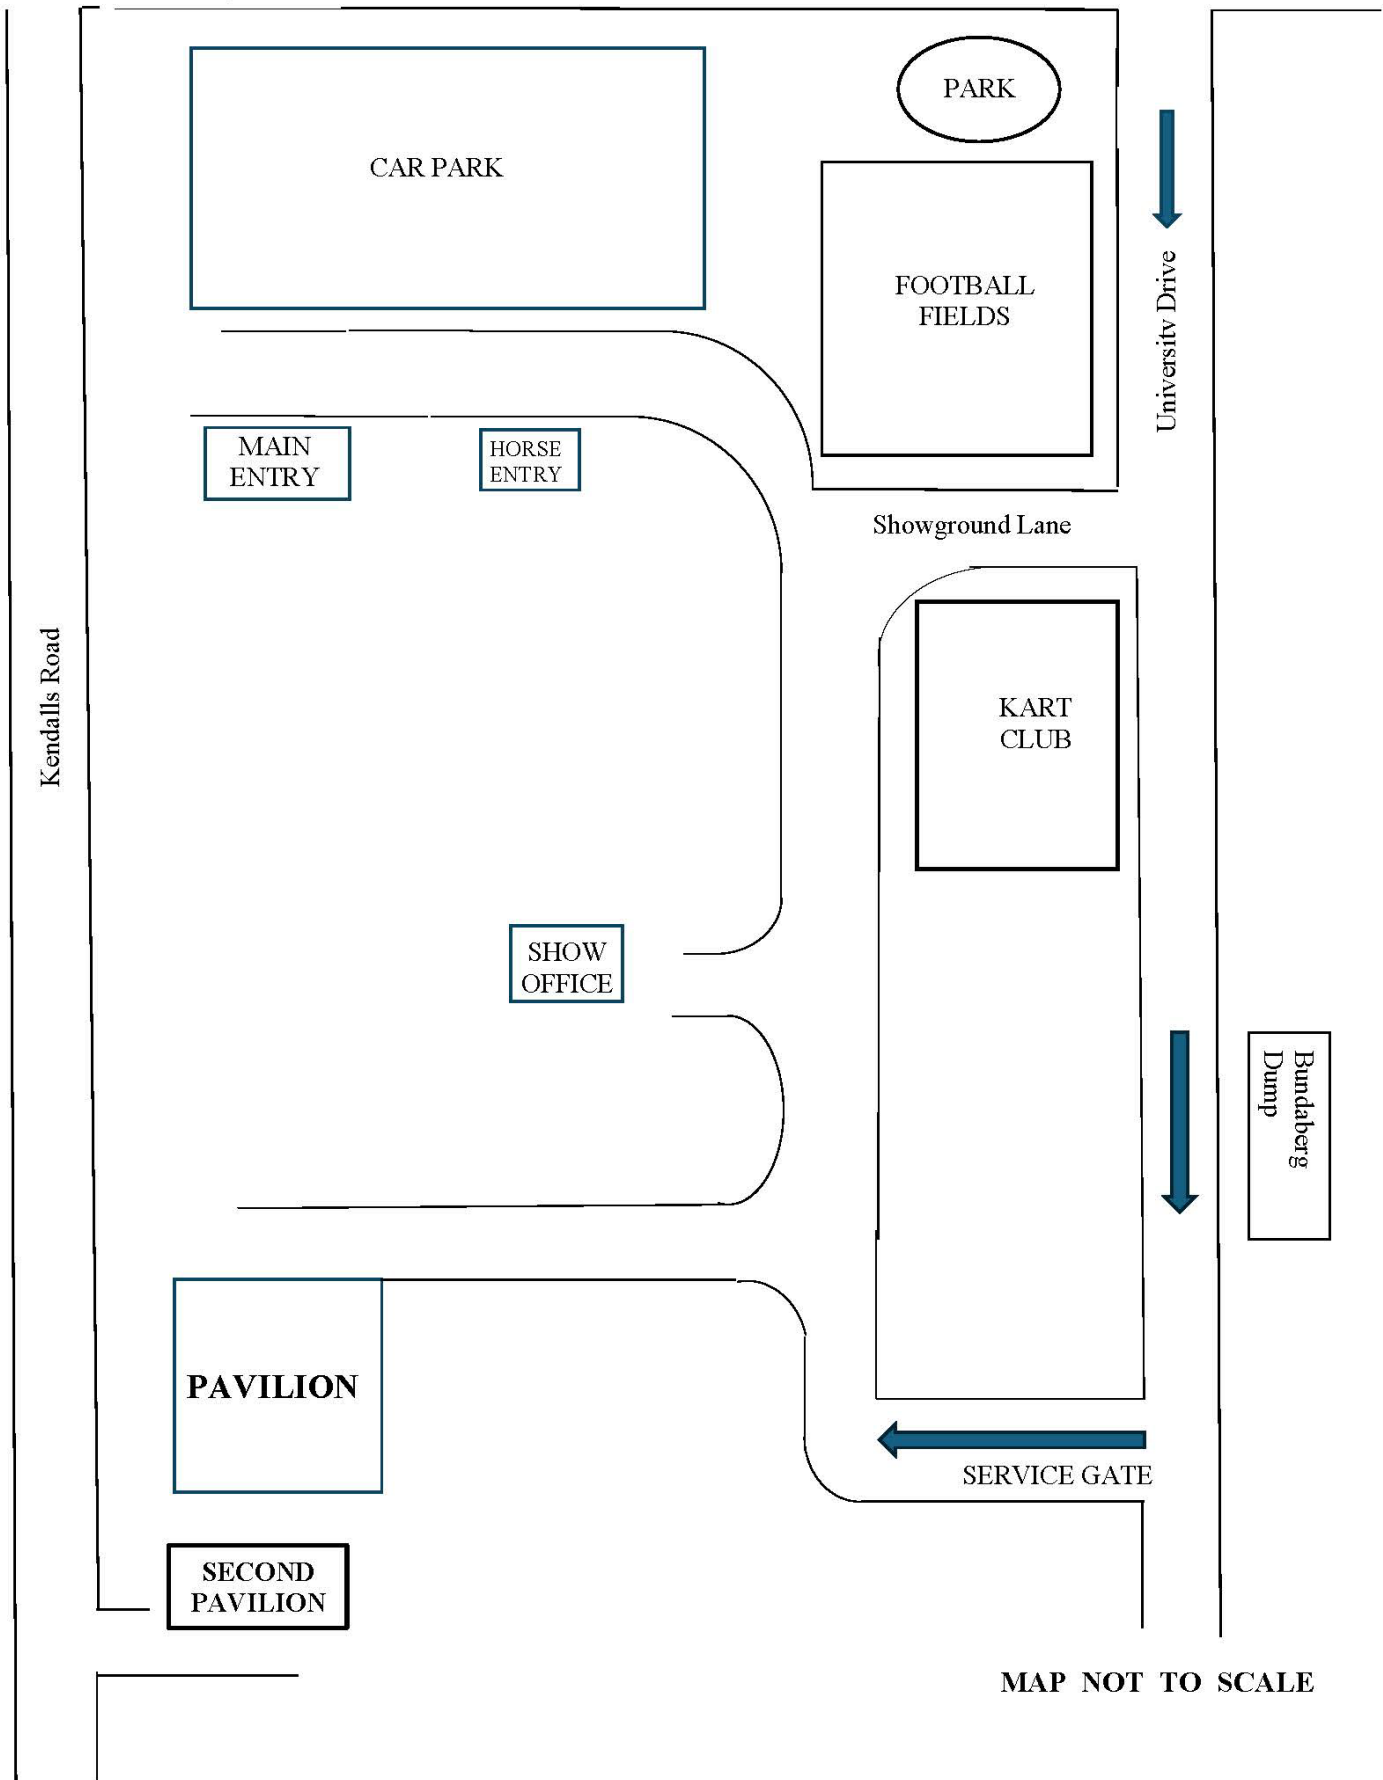 PARK
CAR PARK
FOOTBALL
FIELDS
University Drive
MAIN
ENTRY
HORSE
ENTRY
Showground Lane
Kendalls Road
KART
CLUB
SHOW
OFFICE
Bundaberg
Dump
PAVILION
SERVICE GATE
SECOND
PAVILION
MAP NOT TO SCALE